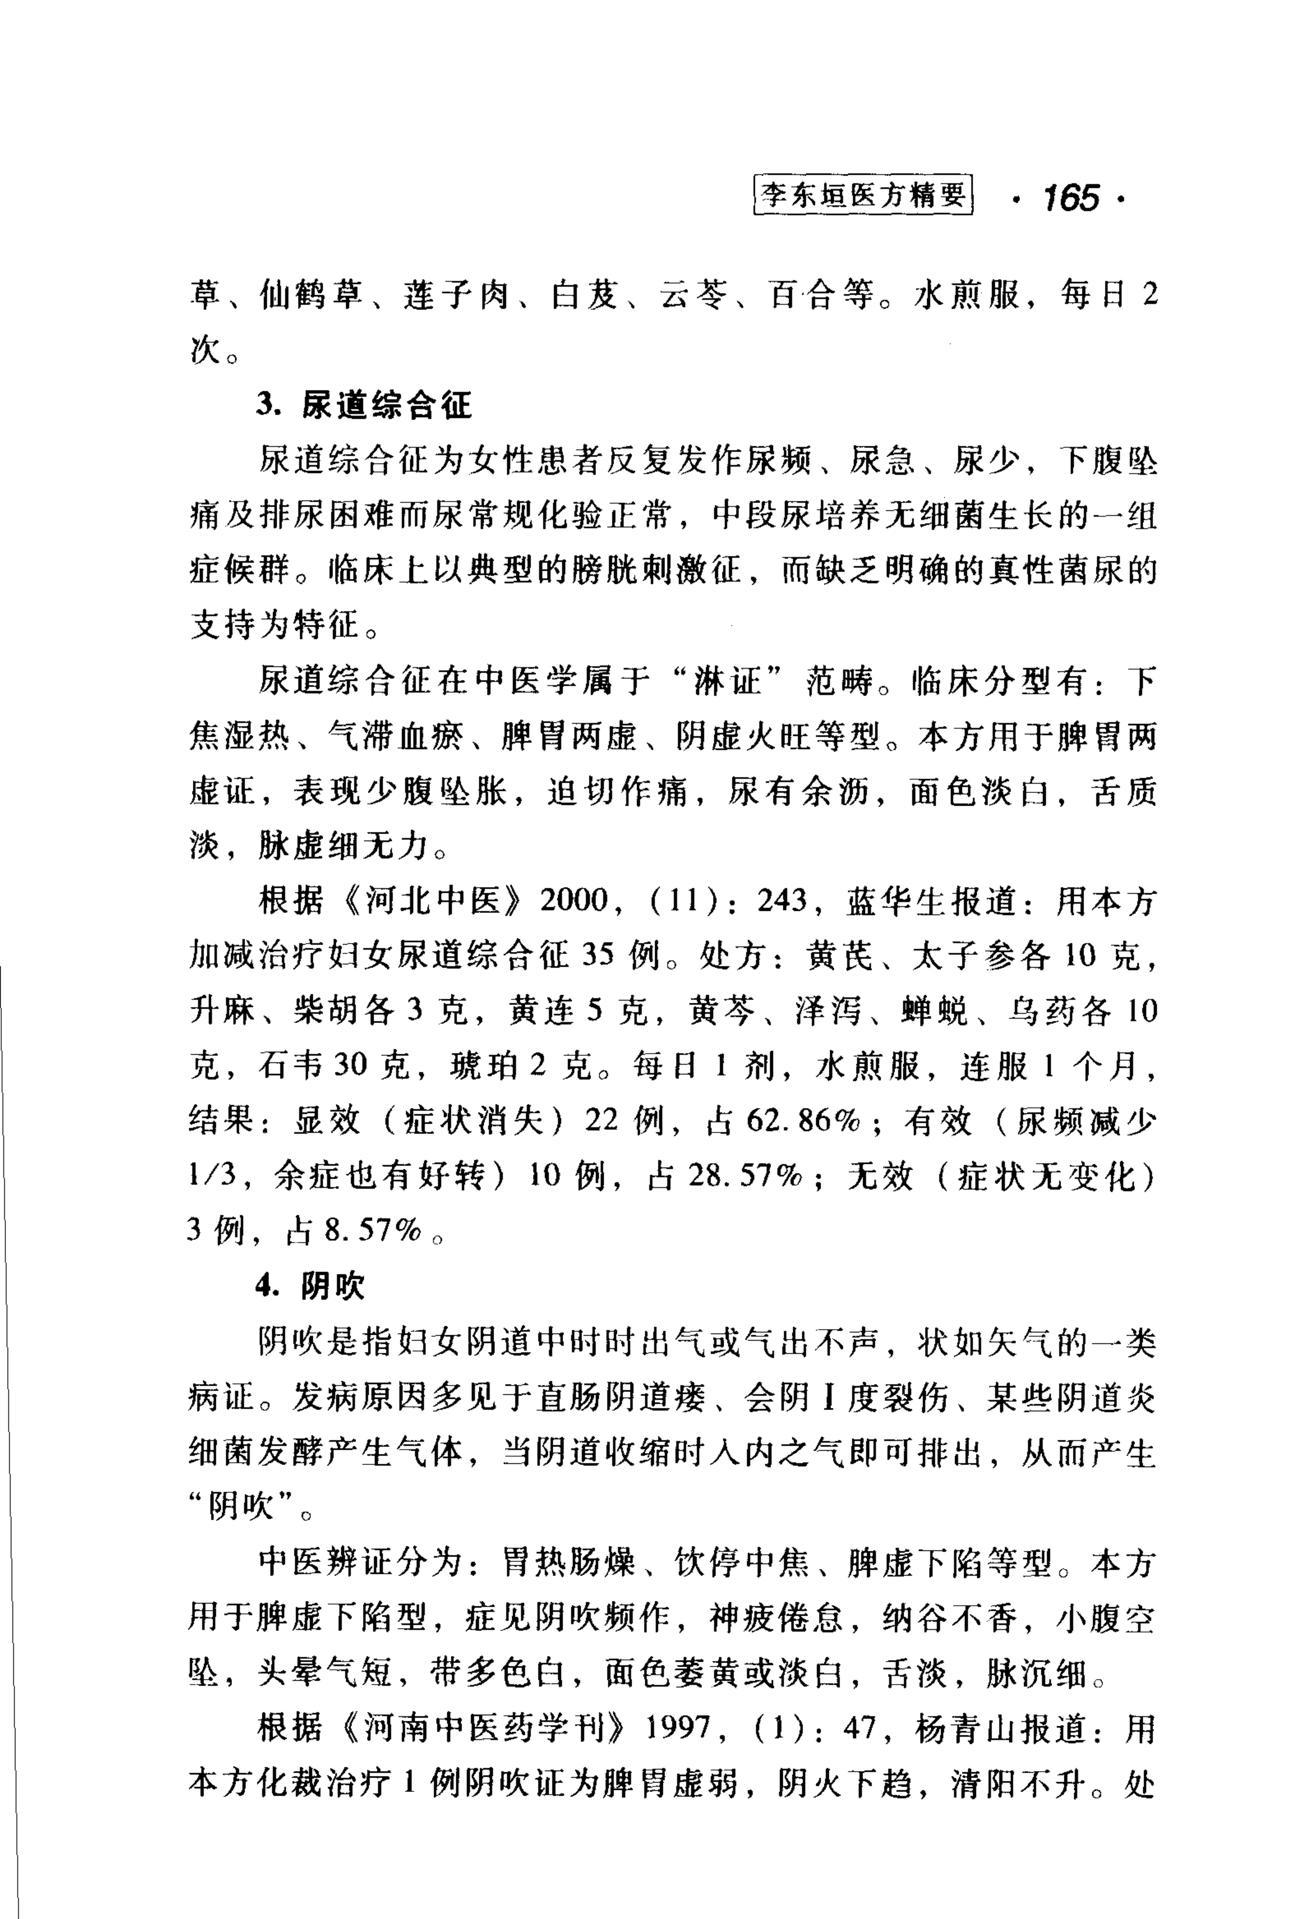 李东垣医方精要 · 165 ·
草、仙鹤草、莲子肉、白芨、云苓、百合等。水煎服，每日 2
次。
3. 尿道综合征
尿道综合征为女性患者反复发作尿频、尿急、尿少，下腹坠
痛及排尿困难而尿常规化验正常，中段尿培养无细菌生长的一组
症候群。临床上以典型的膀胱刺激征，而缺乏明确的真性菌尿的
支持为特征。
尿道综合征在中医学属于“淋证”范畴。临床分型有：下
焦湿热、气滞血瘀、脾胃两虚、阴虚火旺等型。本方用于脾胃两
虚证，表现少腹坠胀，迫切作痛，尿有余沥，面色淡白，舌质
淡，脉虚细无力。
根据《河北中医》2000，(11)：243，蓝华生报道：用本方
加减治疗妇女尿道综合征 35 例。处方：黄芪、太子参各 10 克，
升麻、柴胡各 3 克，黄连 5 克，黄芩、泽泻、蝉蜕、乌药各 10
克，石韦 30 克，琥珀 2 克。每日 1 剂，水煎服，连服 1 个月，
结果：显效（症状消失）22 例，占 62.86%；有效（尿频减少
1/3，余症也有好转）10 例，占 28.57%；无效（症状无变化）
3 例，占 8.57%。
4. 阴吹
阴吹是指妇女阴道中时时出气或气出不声，状如矢气的一类
病证。发病原因多见于直肠阴道瘘、会阴 I 度裂伤、某些阴道炎
细菌发酵产生气体，当阴道收缩时入内之气即可排出，从而产生
“阴吹”。
中医辨证分为：胃热肠燥、饮停中焦、脾虚下陷等型。本方
用于脾虚下陷型，症见阴吹频作，神疲倦怠，纳谷不香，小腹空
坠，头晕气短，带多色白，面色萎黄或淡白，舌淡，脉沉细。
根据《河南中医药学刊》1997，(1)：47，杨青山报道：用
本方化裁治疗 1 例阴吹证为脾胃虚弱，阴火下趋，清阳不升。处